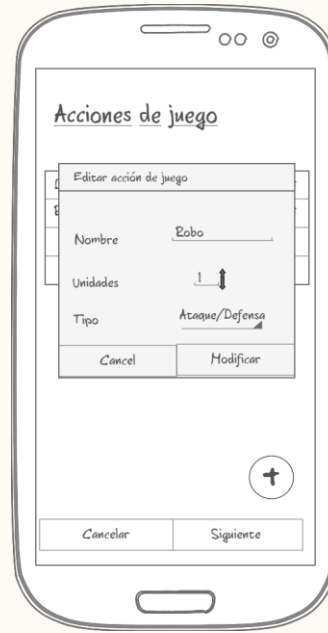 Acciones de juego
Editar acción de juego
Nombre Robo
Unidades 1
Tipo Ataque/Defensa
Cancel Modificar
+
Cancelar Siguiente